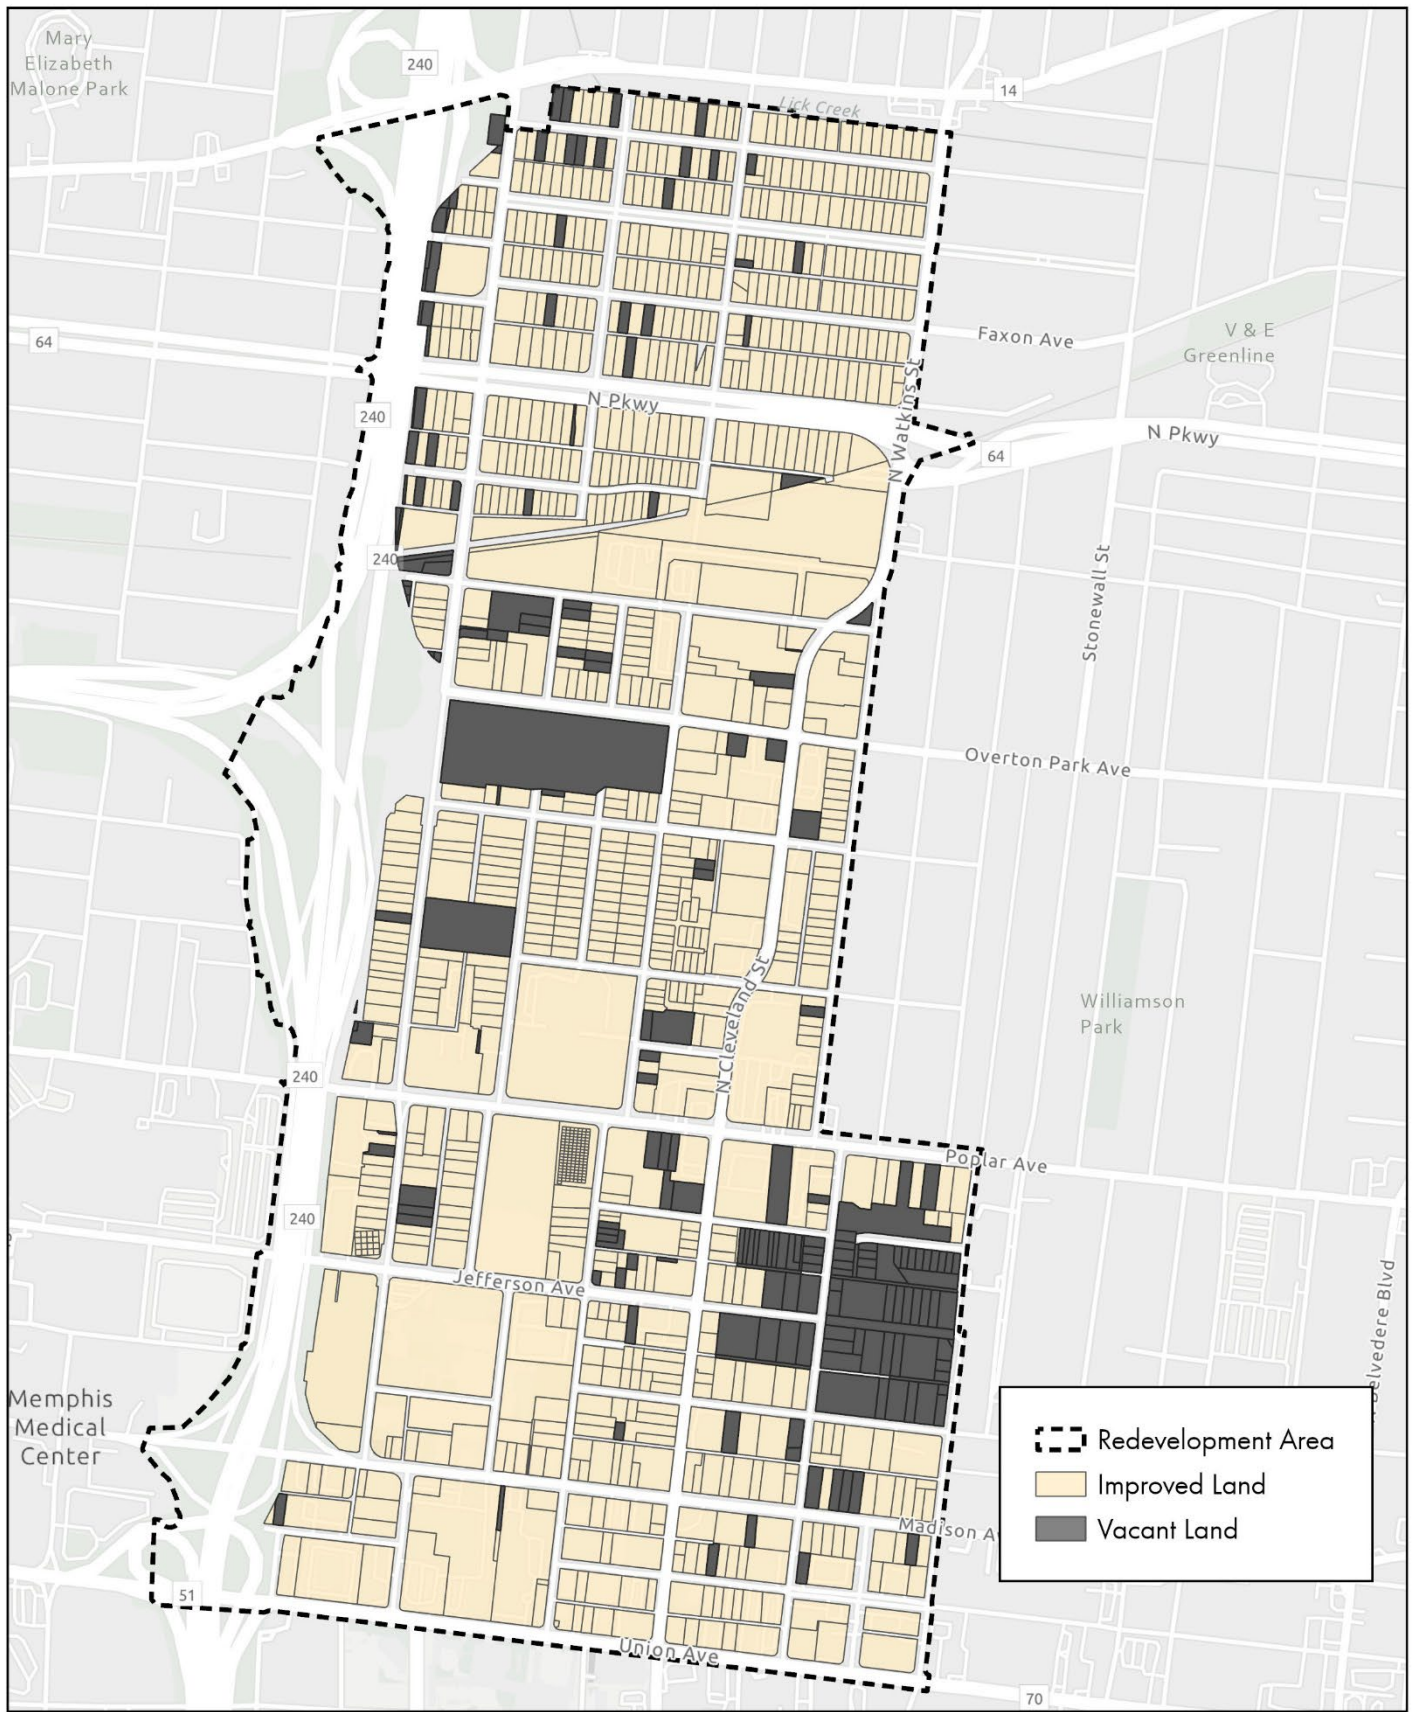 Mary
Elizabeth
Malone Park
240
14
Lick Creek
64
Faxon Ave
V & E
Greenline
N Pkwy
240
N Watkins St
N Pkwy
64
240
Stonewall St
Overton Park Ave
Williamson
Park
N Cleveland St
240
Poplar Ave
240
Jefferson Ave
Belvedere Blvd
Memphis
Medical
Center
Redevelopment Area
Improved Land
Vacant Land
Madison Av
51
Union Ave
70